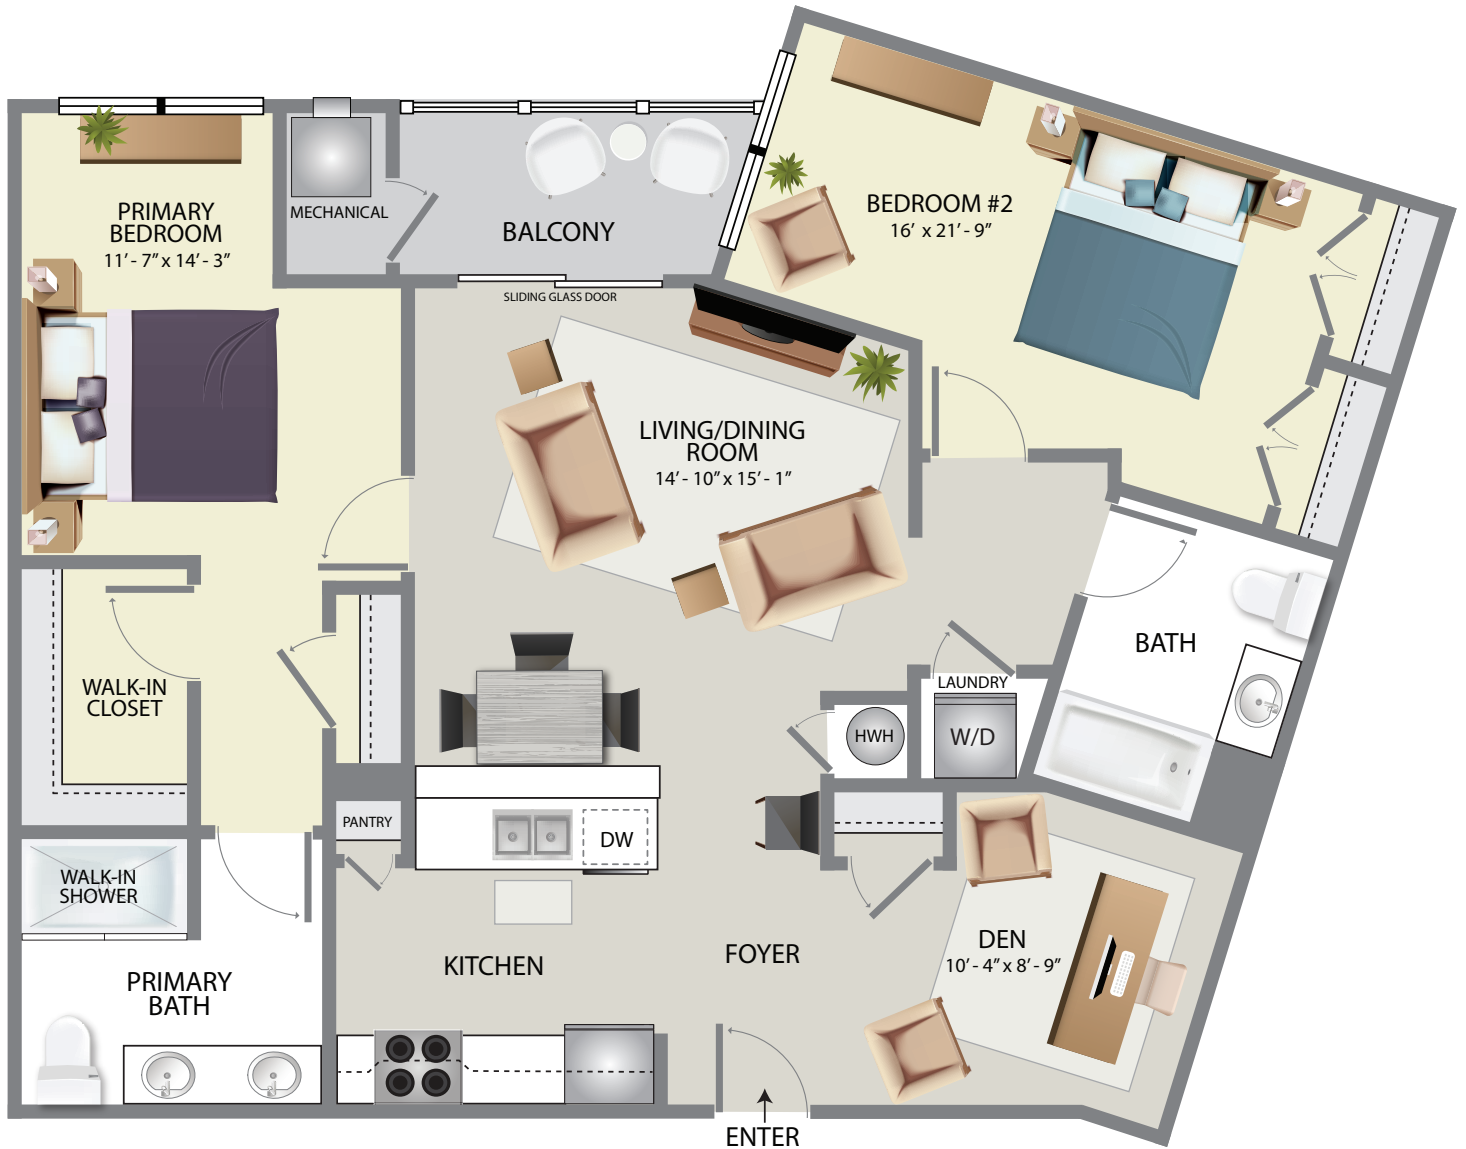 PRIMARY
BEDROOM
11' - 7" x 14' - 3"
MECHANICAL
BALCONY
SLIDING GLASS DOOR
BEDROOM #2
16' x 21' - 9"
LIVING/DINING
ROOM
14' - 10" x 15' - 1"
WALK-IN
CLOSET
BATH
LAUNDRY
W/D
HWH
PANTRY
DW
WALK-IN
SHOWER
PRIMARY
BATH
KITCHEN
FOYER
DEN
10' - 4" x 8' - 9"
ENTER